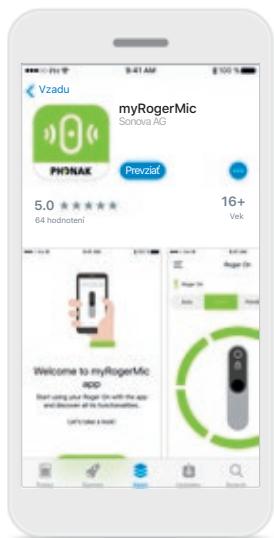 9:41 AM
100 %
Vzadu
myRogerMic
Sonova AG
PHONAK
Prevziať
5.0 ★★★★★
16+
64 hodnotení
Vek
Roger On
Roger On
Welcome to myRogerMic
app
Start using your Roger On with the app
and discover all its functionalities.
Let's take a look!